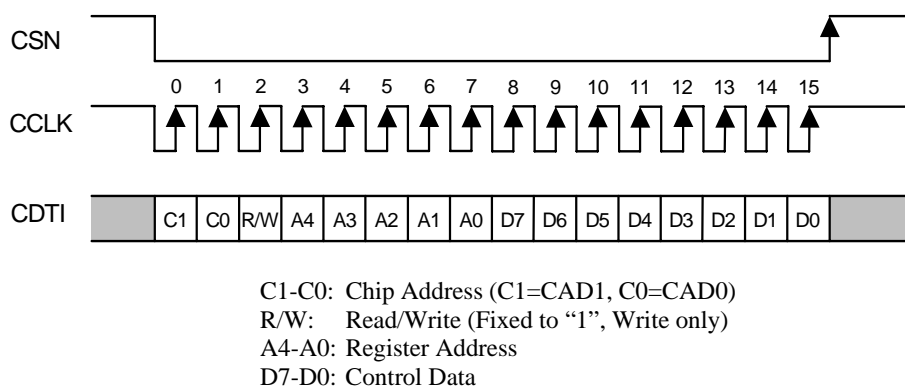 CSN
0 1 2 3 4 5 6 7 8 9 10 11 12 13 14 15
CCLK
CDTI C1 C0 R/W A4 A3 A2 A1 A0 D7 D6 D5 D4 D3 D2 D1 D0
C1-C0: Chip Address (C1=CAD1, C0=CAD0)
R/W: Read/Write (Fixed to “1”, Write only)
A4-A0: Register Address
D7-D0: Control Data